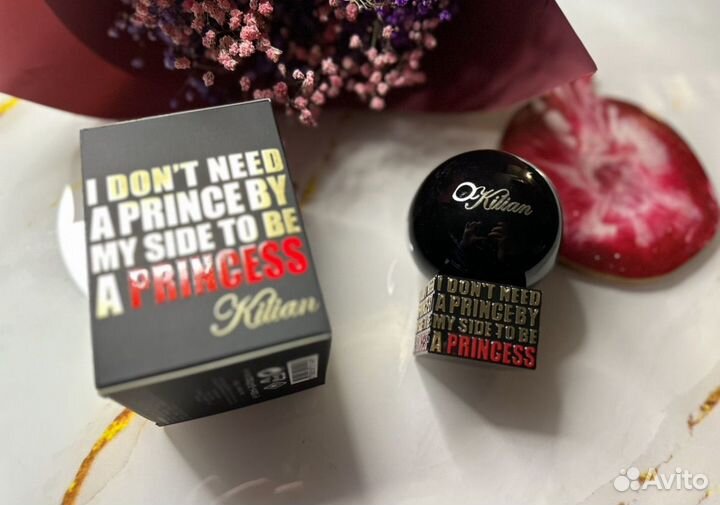 I DON'T NEED
A PRINCE BY
MY SIDE TO BE
A PRINCESS
Kilian
Kilian
I DON'T NEED
A PRINCE BY
MY SIDE TO BE
A PRINCESS
Avito